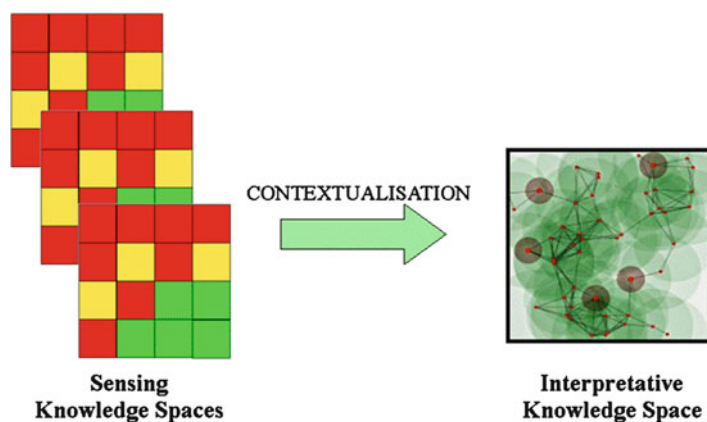 CONTEXTUALISATION
Sensing
Knowledge Spaces
Interpretative
Knowledge Space